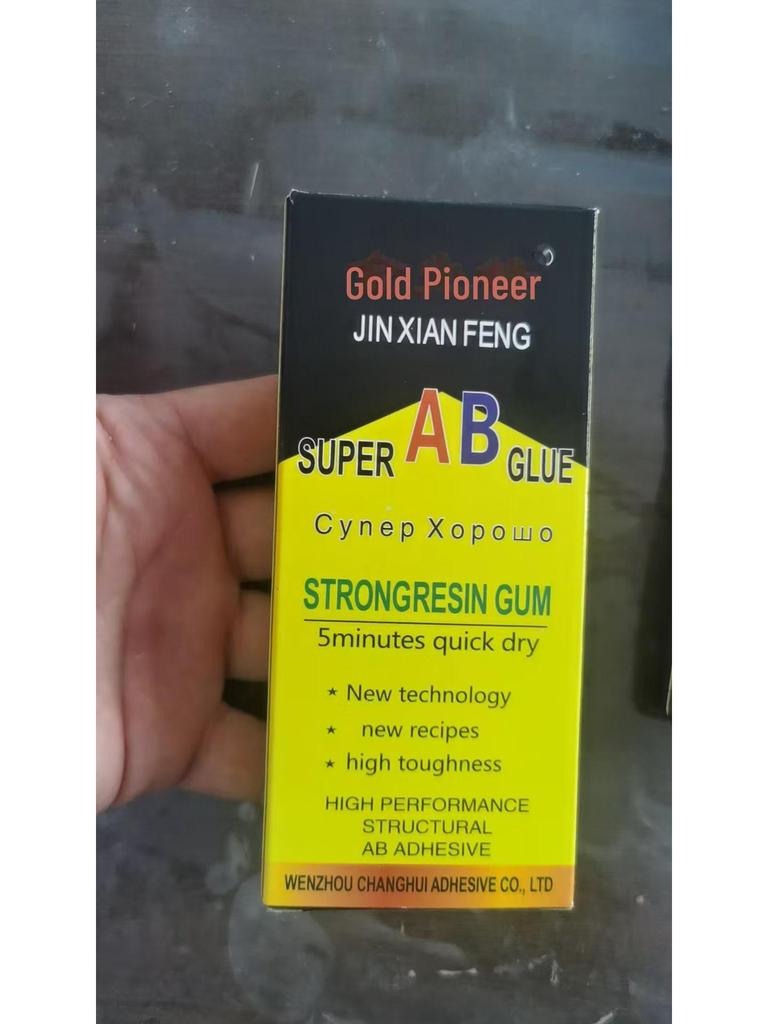 Gold Pioneer
JIN XIAN FENG
SUPER AB GLUE
Супер Хорошо
STRONGRESIN GUM
5minutes quick dry
★ New technology
★ new recipes
★ high toughness
HIGH PERFORMANCE
STRUCTURAL
AB ADHESIVE
WENZHOU CHANGHUI ADHESIVE CO., LTD